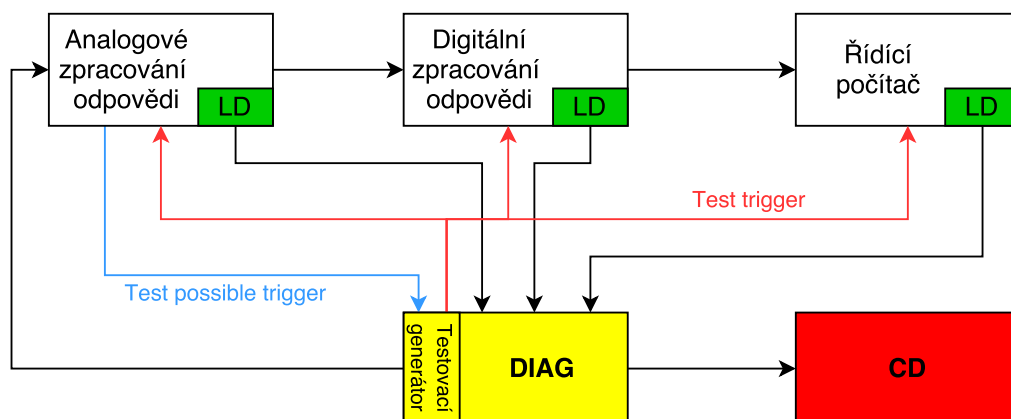 Analogové
zpracování
odpovědi
LD
Digitální
zpracování
odpovědi
LD
Řídící
počítač
LD
Test trigger
Test possible trigger
Testovací
generátor
DIAG
CD